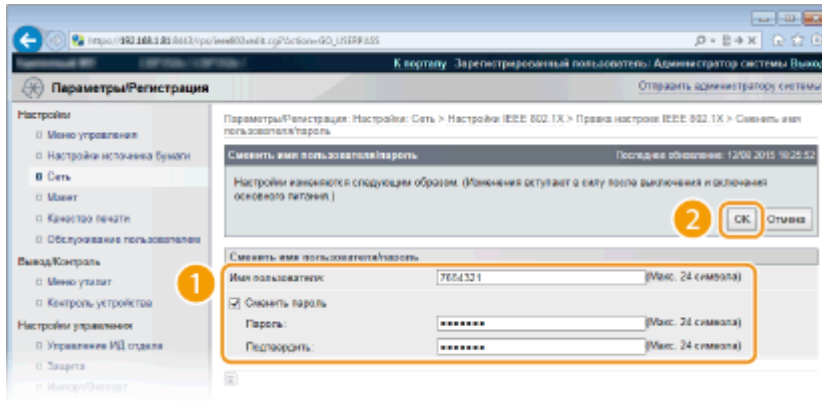 К порталу Зарегистрированный пользователь: Администратор системы Выход
Параметры/Регистрация
Отправить администратору системы
Настройки
Параметры/Регистрация: Настройки: Сеть > Настройки IEEE 802.1X > Правка настроек IEEE 802.1X > Сменить имя
пользователя/пароль
Меню управления
Настройки источника бумаги
Сменить имя пользователя/пароль
Последнее обновление: 12/08 2015 18:25:52
Сеть
Настройки изменяются следующим образом. (Изменения вступают в силу после выключения и включения
основного питания.)
Макет
Качество печати
2
OK
Отмена
Обслуживание пользователем
Вывод/Контроль
Сменить имя пользователя/пароль
1
Имя пользователя:
7654321
(Макс. 24 символа)
Меню утилит
Контроль устройства
Сменить пароль
Настройки управления
Пароль:
(Макс. 24 символа)
Управление ИД отдела
Подтвердить:
(Макс. 24 символа)
Защита
Импорт/Экспорт